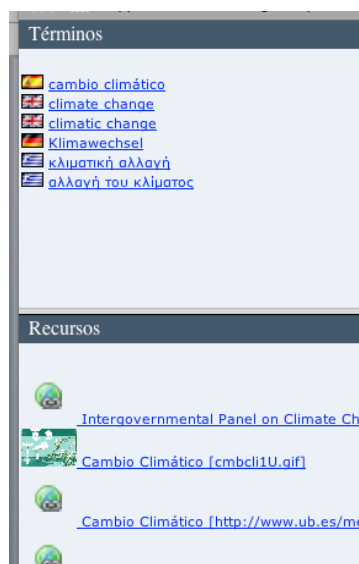 Términos
cambio climático
climate change
climatic change
Klimawechsel
κλιματική αλλαγή
αλλαγή του κλίματος
Recursos
Intergovernmental Panel on Climate Ch
Cambio Climático [cmbcli1U.gif]
Cambio Climático [http://www.ub.es/me